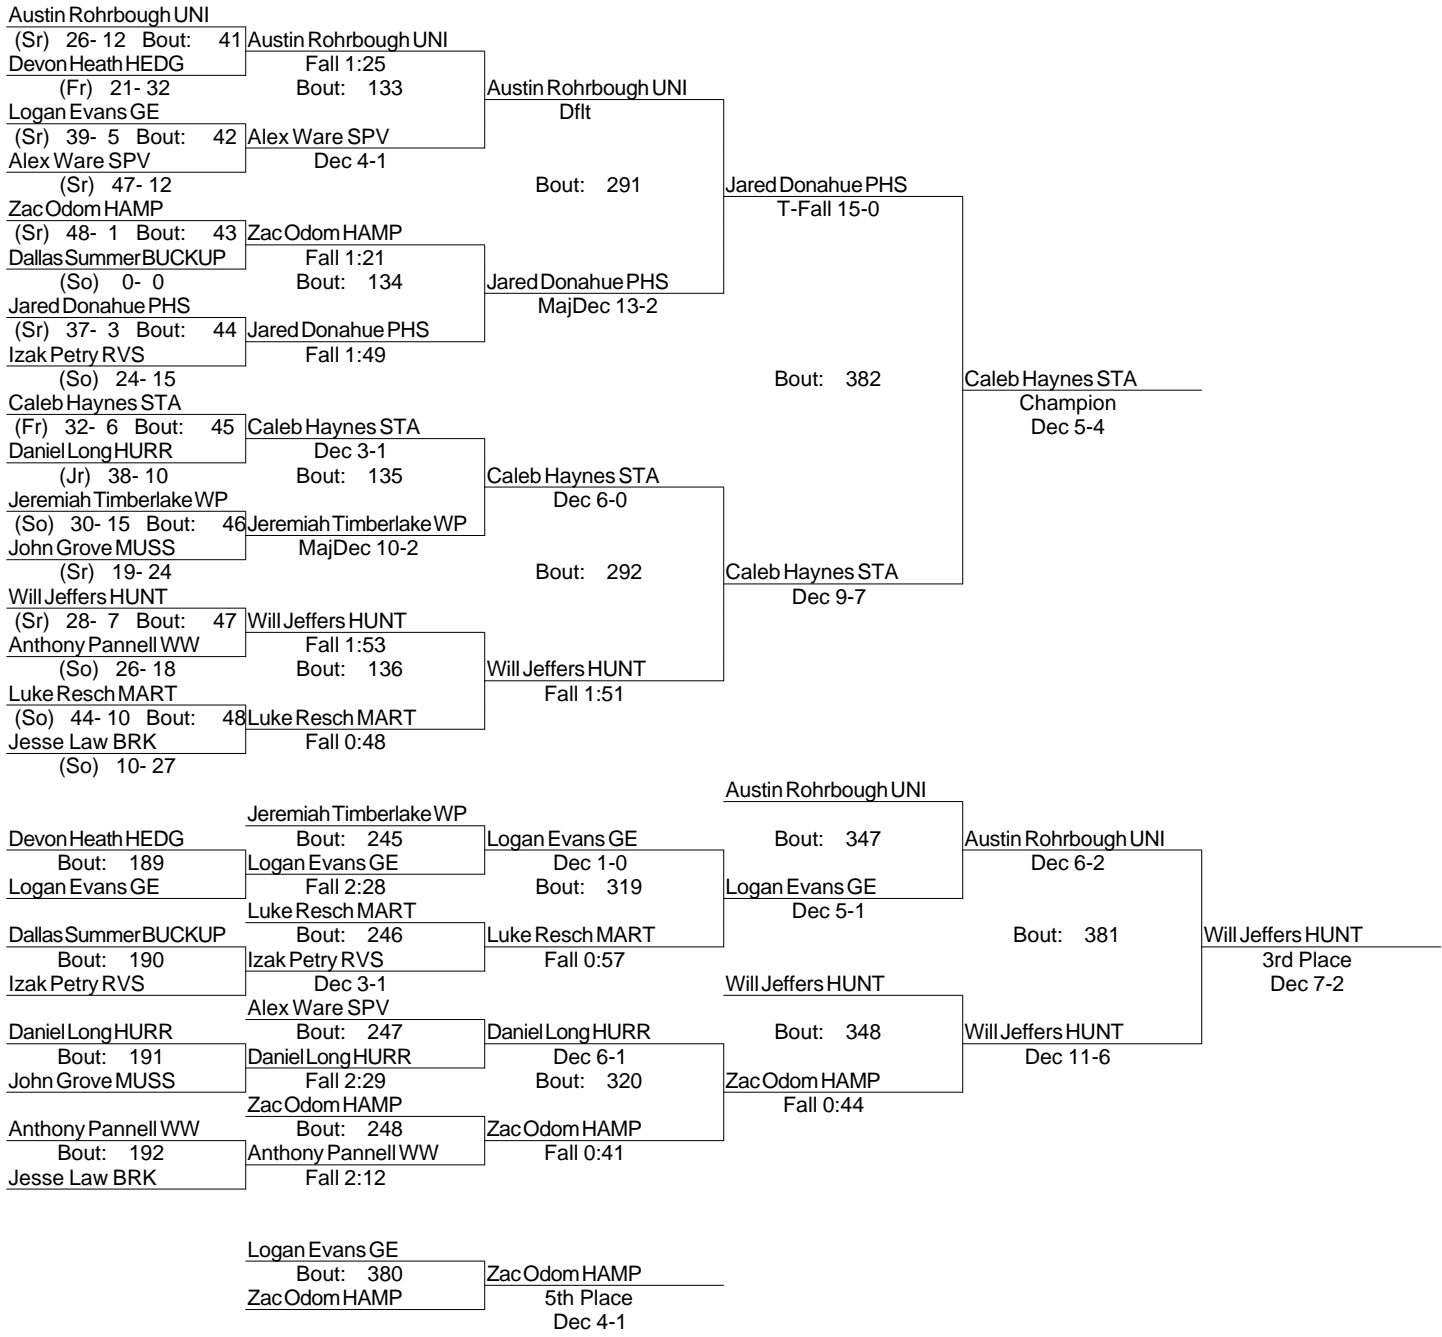 Austin Rohrbough UNI
(Sr) 26- 12 Bout: 41 Austin Rohrbough UNI
Devon Heath HEDG Fall 1:25
(Fr) 21- 32 Bout: 133 Austin Rohrbough UNI
Logan Evans GE Dflt
(Sr) 39- 5 Bout: 42 Alex Ware SPV
Alex Ware SPV Dec 4-1
(Sr) 47- 12 Bout: 291 Jared Donahue PHS
Zac Odom HAMP T-Fall 15-0
(Sr) 48- 1 Bout: 43 Zac Odom HAMP
Dallas Summer BUCKUP Fall 1:21
(So) 0- 0 Bout: 134 Jared Donahue PHS
Jared Donahue PHS MajDec 13-2
(Sr) 37- 3 Bout: 44 Jared Donahue PHS
Izak Petry RVS Fall 1:49
(So) 24- 15 Bout: 382 Caleb Haynes STA
Caleb Haynes STA Champion
(Fr) 32- 6 Bout: 45 Caleb Haynes STA Dec 5-4
Daniel Long HURR Dec 3-1
(Jr) 38- 10 Bout: 135 Caleb Haynes STA
Jeremiah Timberlake WP Dec 6-0
(So) 30- 15 Bout: 46 Jeremiah Timberlake WP
John Grove MUSS MajDec 10-2
(Sr) 19- 24 Bout: 292 Caleb Haynes STA
Will Jeffers HUNT Dec 9-7
(Sr) 28- 7 Bout: 47 Will Jeffers HUNT
Anthony Pannell WW Fall 1:53
(So) 26- 18 Bout: 136 Will Jeffers HUNT
Luke Resch MART Fall 1:51
(So) 44- 10 Bout: 48 Luke Resch MART
Jesse Law BRK Fall 0:48
(So) 10- 27
Austin Rohrbough UNI
Jeremiah Timberlake WP
Devon Heath HEDG Bout: 245 Logan Evans GE Bout: 347 Austin Rohrbough UNI
Bout: 189 Logan Evans GE Dec 1-0 Dec 6-2
Logan Evans GE Fall 2:28 Bout: 319 Logan Evans GE
Luke Resch MART Dec 5-1
Dallas Summer BUCKUP Bout: 246 Luke Resch MART Bout: 381 Will Jeffers HUNT
Bout: 190 Izak Petry RVS Fall 0:57 3rd Place
Izak Petry RVS Dec 3-1 Will Jeffers HUNT Dec 7-2
Alex Ware SPV
Daniel Long HURR Bout: 247 Daniel Long HURR Bout: 348 Will Jeffers HUNT
Bout: 191 Daniel Long HURR Dec 6-1 Dec 11-6
John Grove MUSS Fall 2:29 Bout: 320 Zac Odom HAMP
Zac Odom HAMP Fall 0:44
Anthony Pannell WW Bout: 248 Zac Odom HAMP
Bout: 192 Anthony Pannell WW Fall 0:41
Jesse Law BRK Fall 2:12
Logan Evans GE
Bout: 380 Zac Odom HAMP
Zac Odom HAMP 5th Place
Dec 4-1